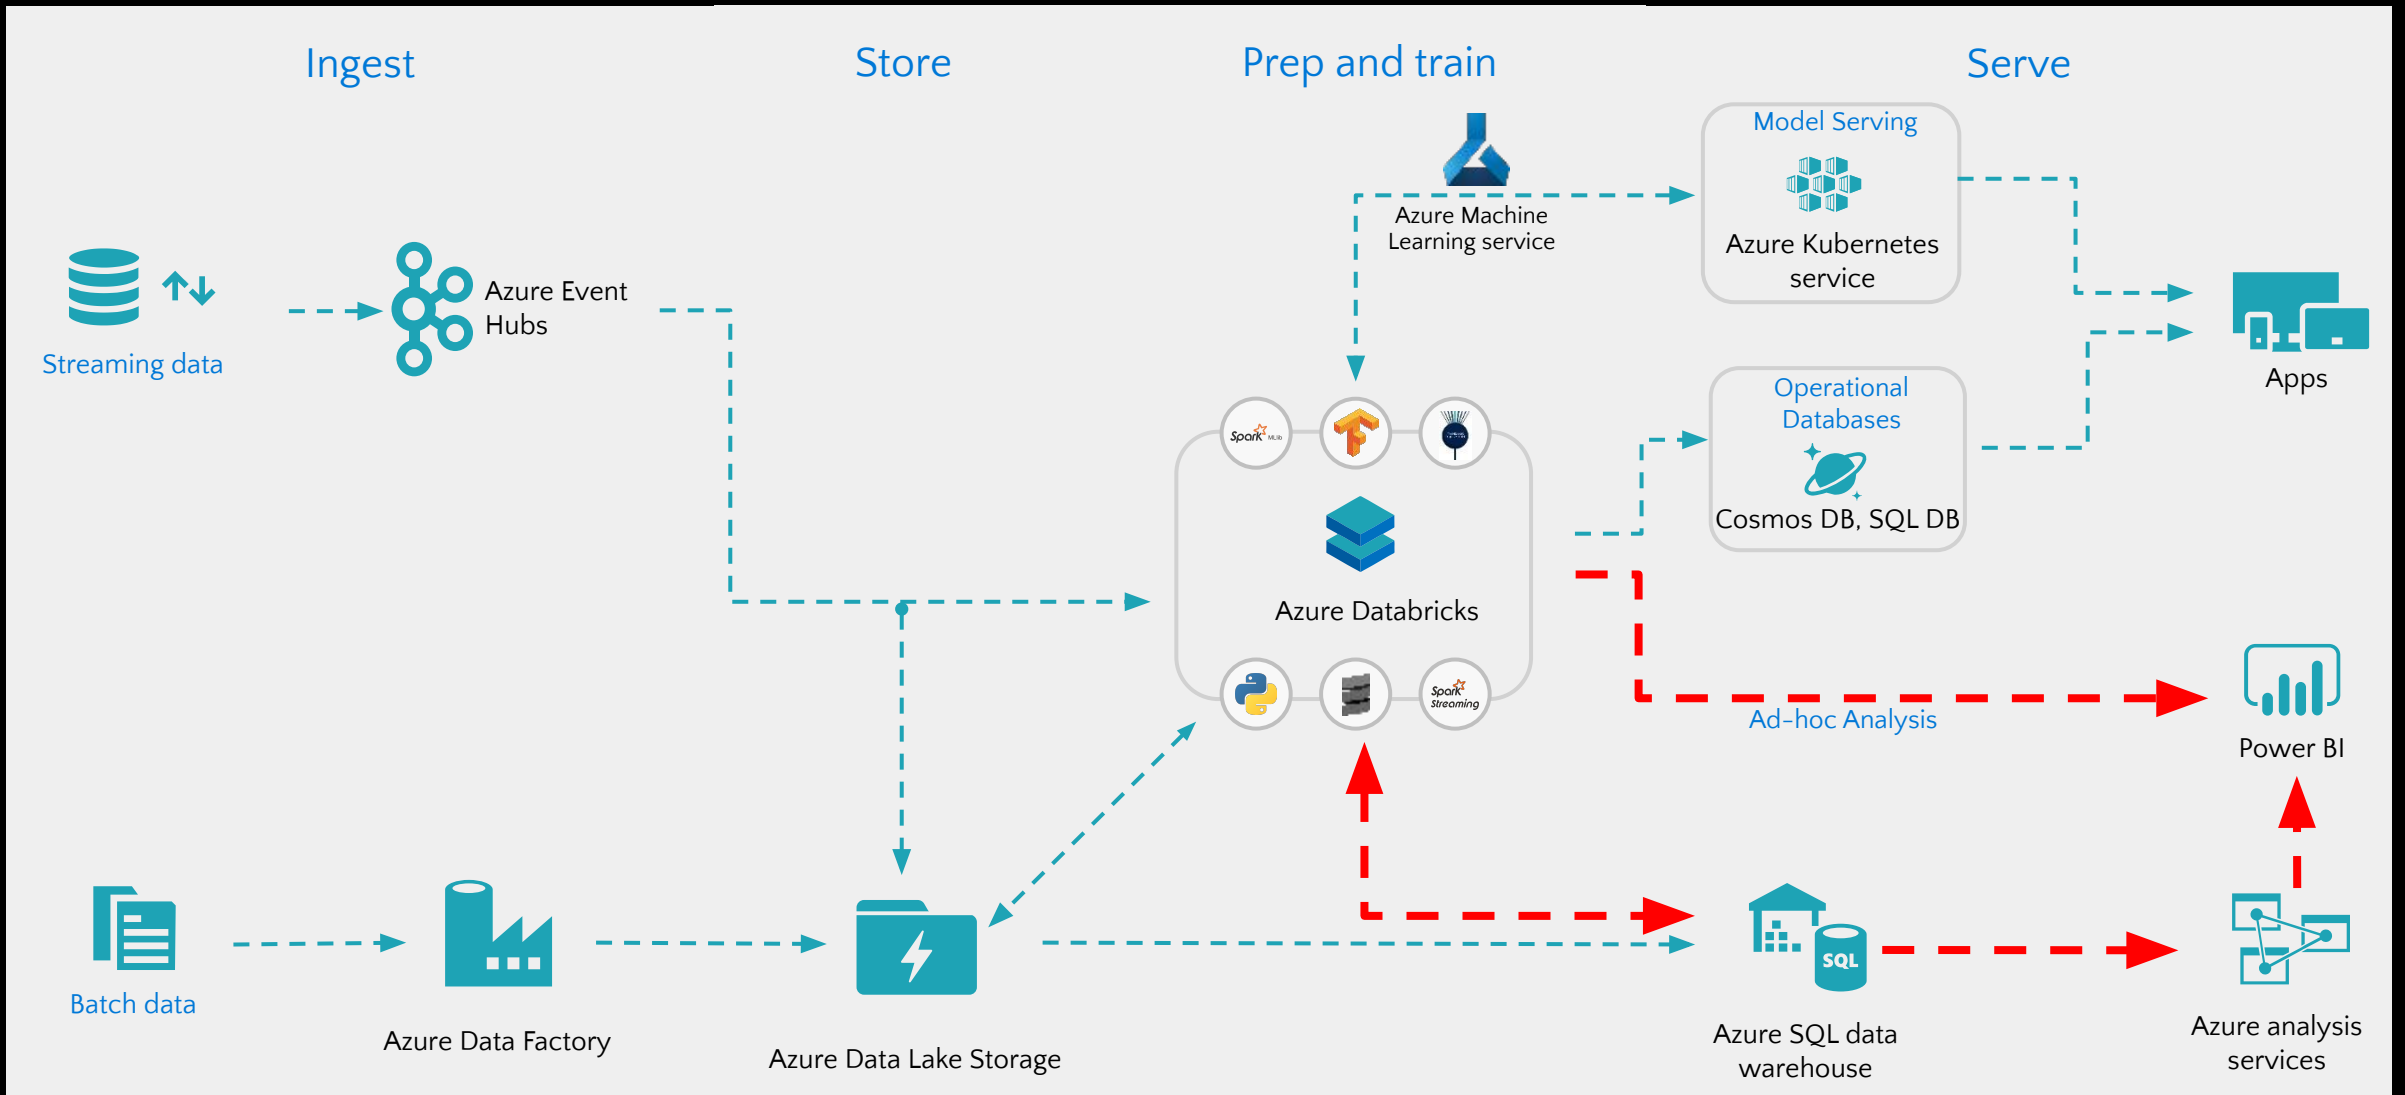 Ingest
Store
Prep and train
Serve
Model Serving
Azure Kubernetes
service
Azure Machine
Learning service
Azure Event
Hubs
Streaming data
Apps
Operational
Databases
Cosmos DB, SQL DB
Spark MLlib
Azure Databricks
Spark
Streaming
Ad-hoc Analysis
Power BI
Batch data
Azure Data Factory
Azure Data Lake Storage
SQL
Azure SQL data
warehouse
Azure analysis
services